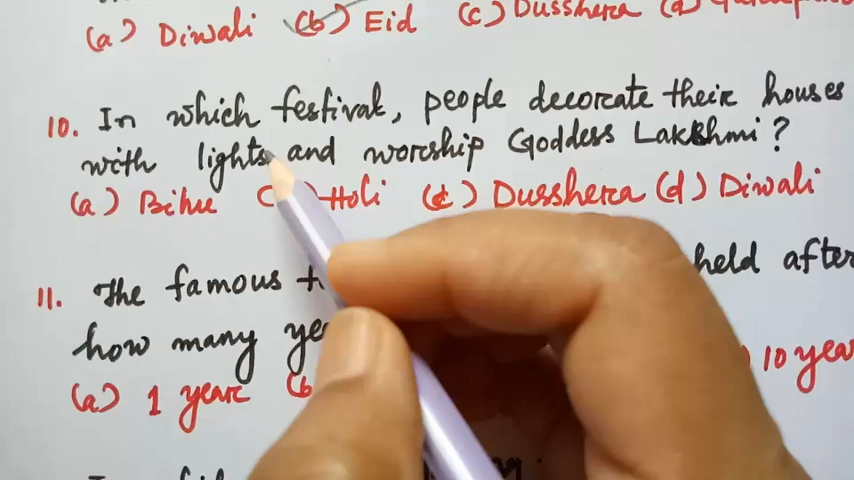 (a) Diwali (b) Eid (c) Dusshera (d)
10. In which festival, people decorate their houses
with lights and worship Goddess Lakshmi?
(a) Bihu Holi (c) Dusshera (d) Diwali
11. The famous held after
how many
(a) 1 year (b) 10 year